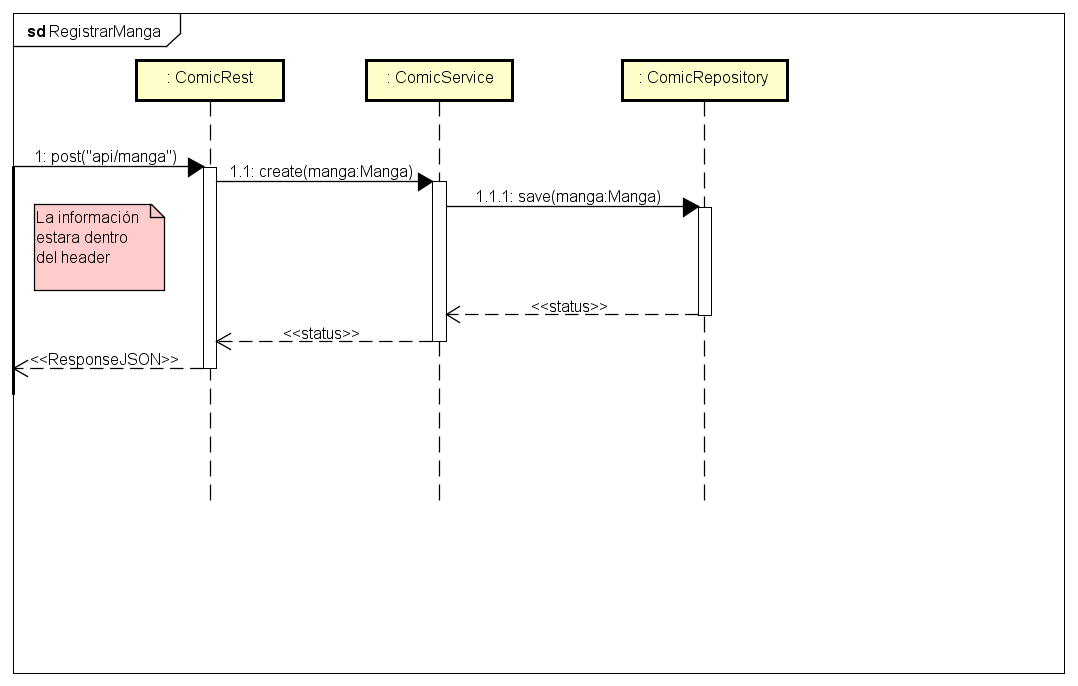 sd RegistrarManga
: ComicRest
: ComicService
: ComicRepository
1: post("api/manga")
1.1: create(manga:Manga)
1.1.1: save(manga:Manga)
La información
estara dentro
del header
<<status>>
<<status>>
<<ResponseJSON>>